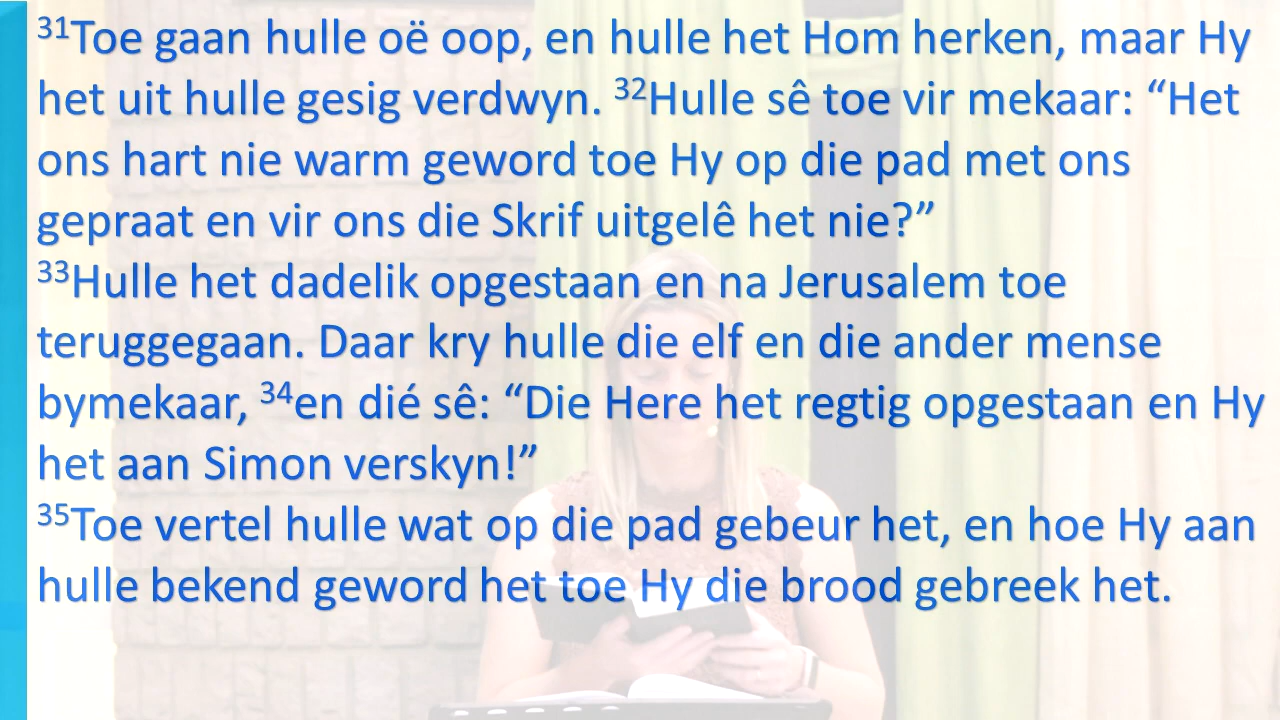 ³¹Toe gaan hulle oë oop, en hulle het Hom herken, maar Hy
het uit hulle gesig verdwyn. ³²Hulle sê toe vir mekaar: “Het
ons hart nie warm geword toe Hy op die pad met ons
gepraat en vir ons die Skrif uitgelê het nie?”
³³Hulle het dadelik opgestaan en na Jerusalem toe
teruggegaan. Daar kry hulle die elf en die ander mense
bymekaar, ³⁴en dié sê: “Die Here het regtig opgestaan en Hy
het aan Simon verskyn!”
³⁵Toe vertel hulle wat op die pad gebeur het, en hoe Hy aan
hulle bekend geword het toe Hy die brood gebreek het.